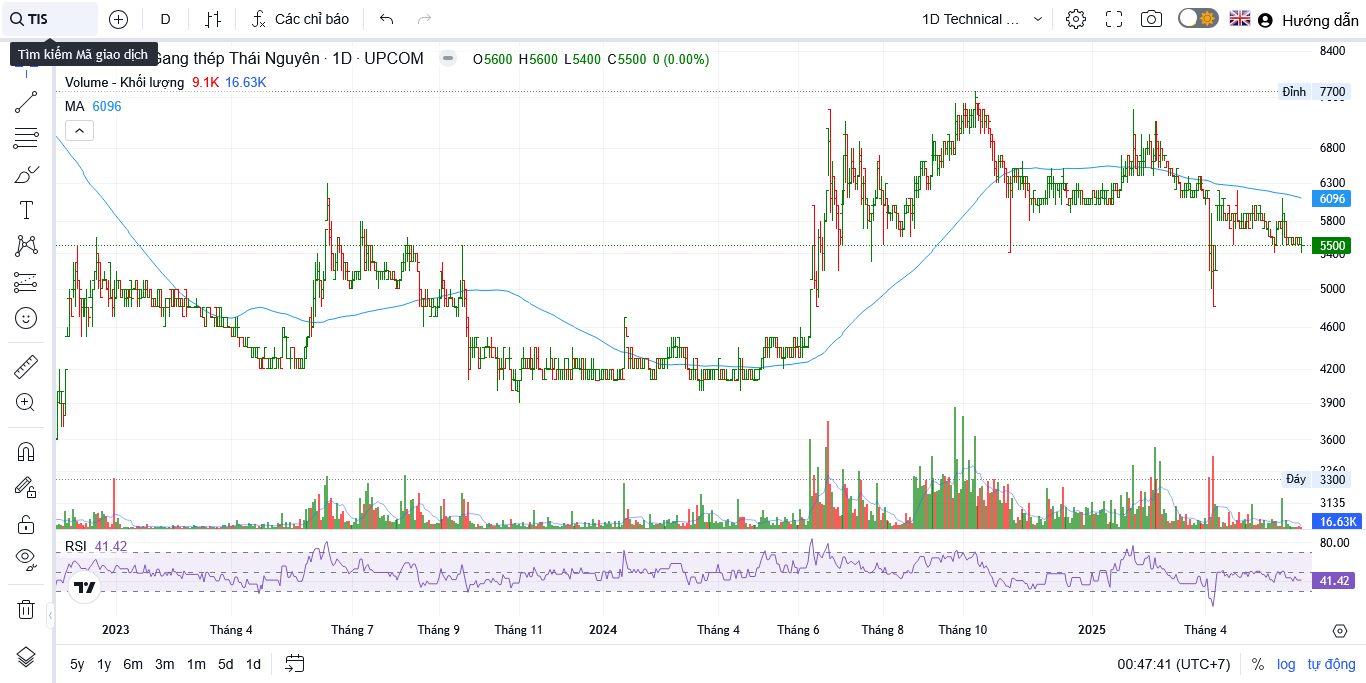 TIS
D
Các chỉ báo
1D Technical ...
Hướng dẫn
Tìm kiếm Mã giao dịch
Gang thép Thái Nguyên · 1D · UPCOM
O5600 H5600 L5400 C5500 0 (0.00%)
Volume - Khối lượng 9.1K 16.63K
MA 6096
8400
Đỉnh 7700
6800
6300
6096
5800
5500
5400
5000
4600
4200
3900
3600
3260
Đáy 3300
3135
16.63K
RSI 41.42
80.00
41.42
2023
Tháng 4
Tháng 7
Tháng 9
Tháng 11
2024
Tháng 4
Tháng 6
Tháng 8
Tháng 10
2025
Tháng 4
5y 1y 6m 3m 1m 5d 1d
00:47:41 (UTC+7)
% log tự động